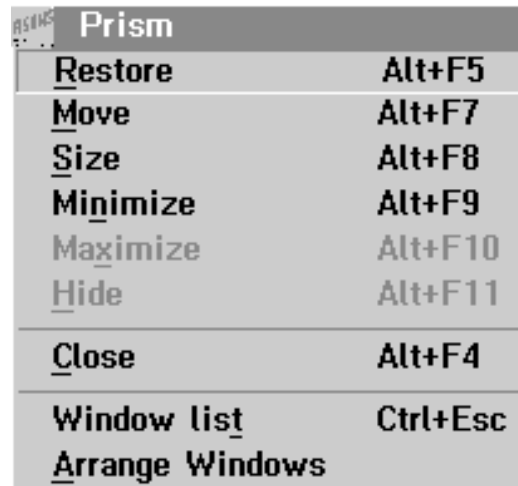 Prism
Restore Alt+F5
Move Alt+F7
Size Alt+F8
Minimize Alt+F9
Maximize Alt+F10
Hide Alt+F11
Close Alt+F4
Window list Ctrl+Esc
Arrange Windows